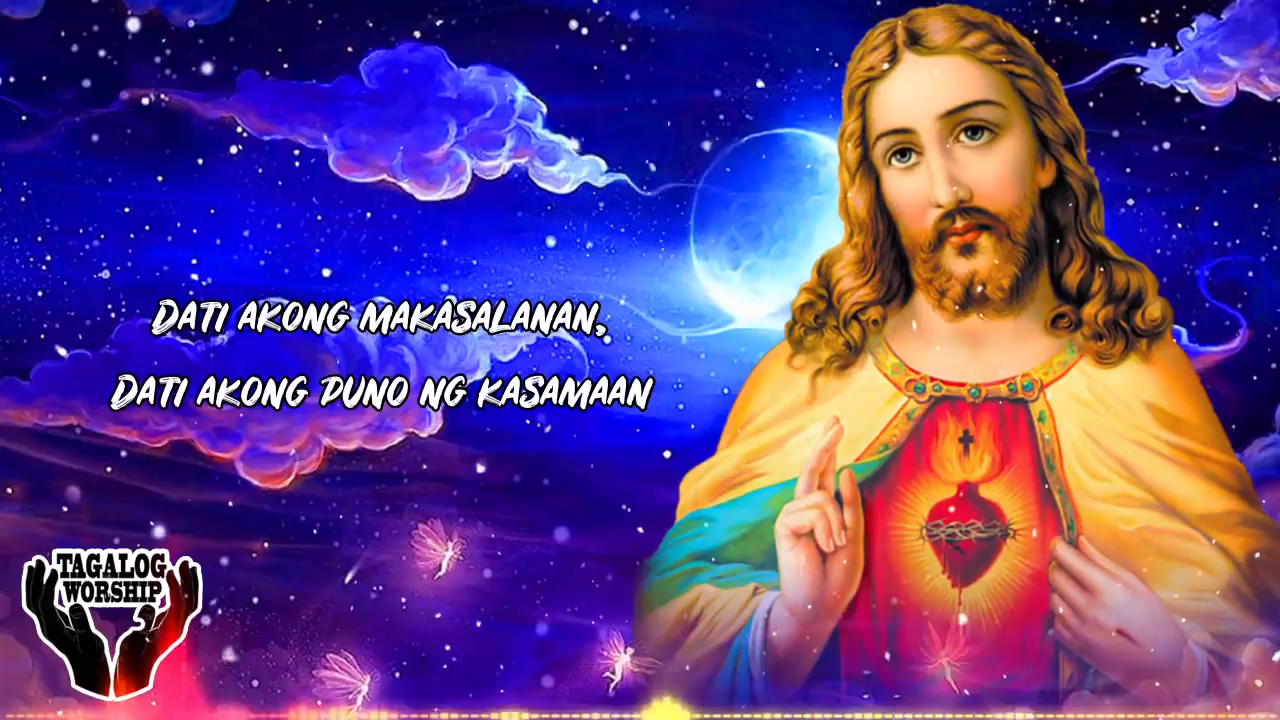 Dati akong makasalanan,
Dati akong puno ng kasamaan
TAGALOG
WORSHIP